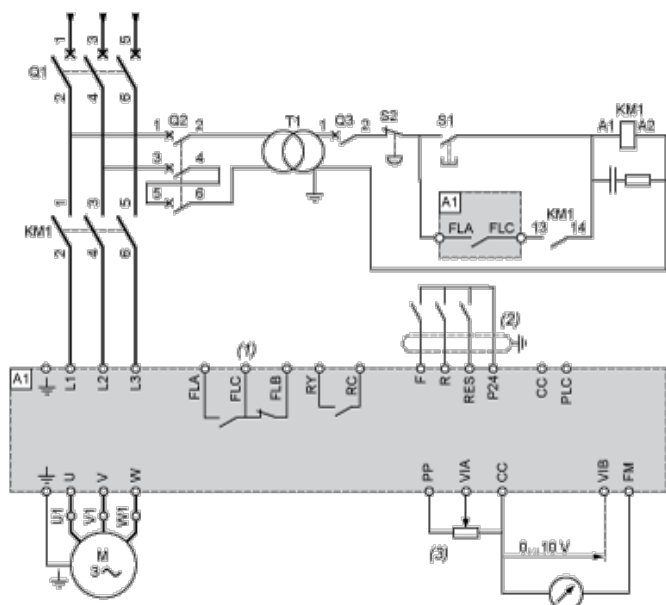 1 3 5
Q1
2 4 6
1 Q2 2
3 4
5 6
T1
1 Q3 2
S2
S1
KM1
A1 A2
A1
FLA FLC
KM1
13 14
1 3 5
KM1
2 4 6
(1)
(2)
A1
L1 L2 L3 FLA FLC FLB RY RC F R RES P24 CC PLC
U V W PP VIA CC VIB FM
U1 V1 W1
M
3
(3)
0...10 V